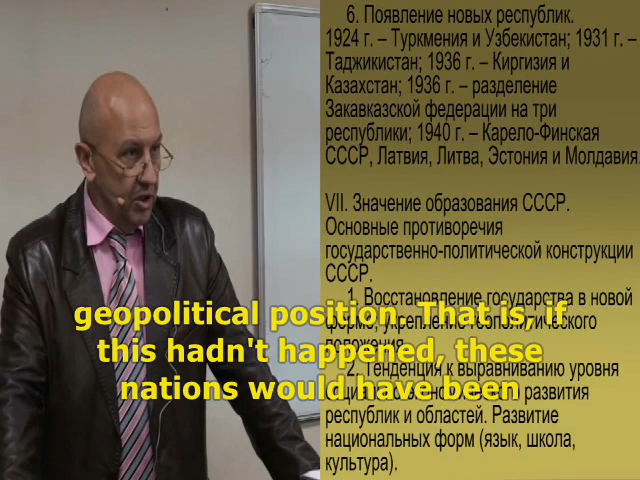 6. Появление новых республик.
1924 г. – Туркмения и Узбекистан; 1931 г. –
Таджикистан; 1936 г. – Киргизия и
Казахстан; 1936 г. – разделение
Закавказской федерации на три
республики; 1940 г. – Карело-Финская
СССР, Латвия, Литва, Эстония и Молдавия.
VII. Значение образования СССР.
Основные противоречия
государственно-политической конструкции
СССР.
1. Восстановление государства в новой
форме, укрепление геополитического
положения.
2. Тенденция к выравниванию уровня
развития
республик и областей. Развитие
национальных форм (язык, школа,
культура).
geopolitical position. That is, if
this hadn't happened, these
nations would have been